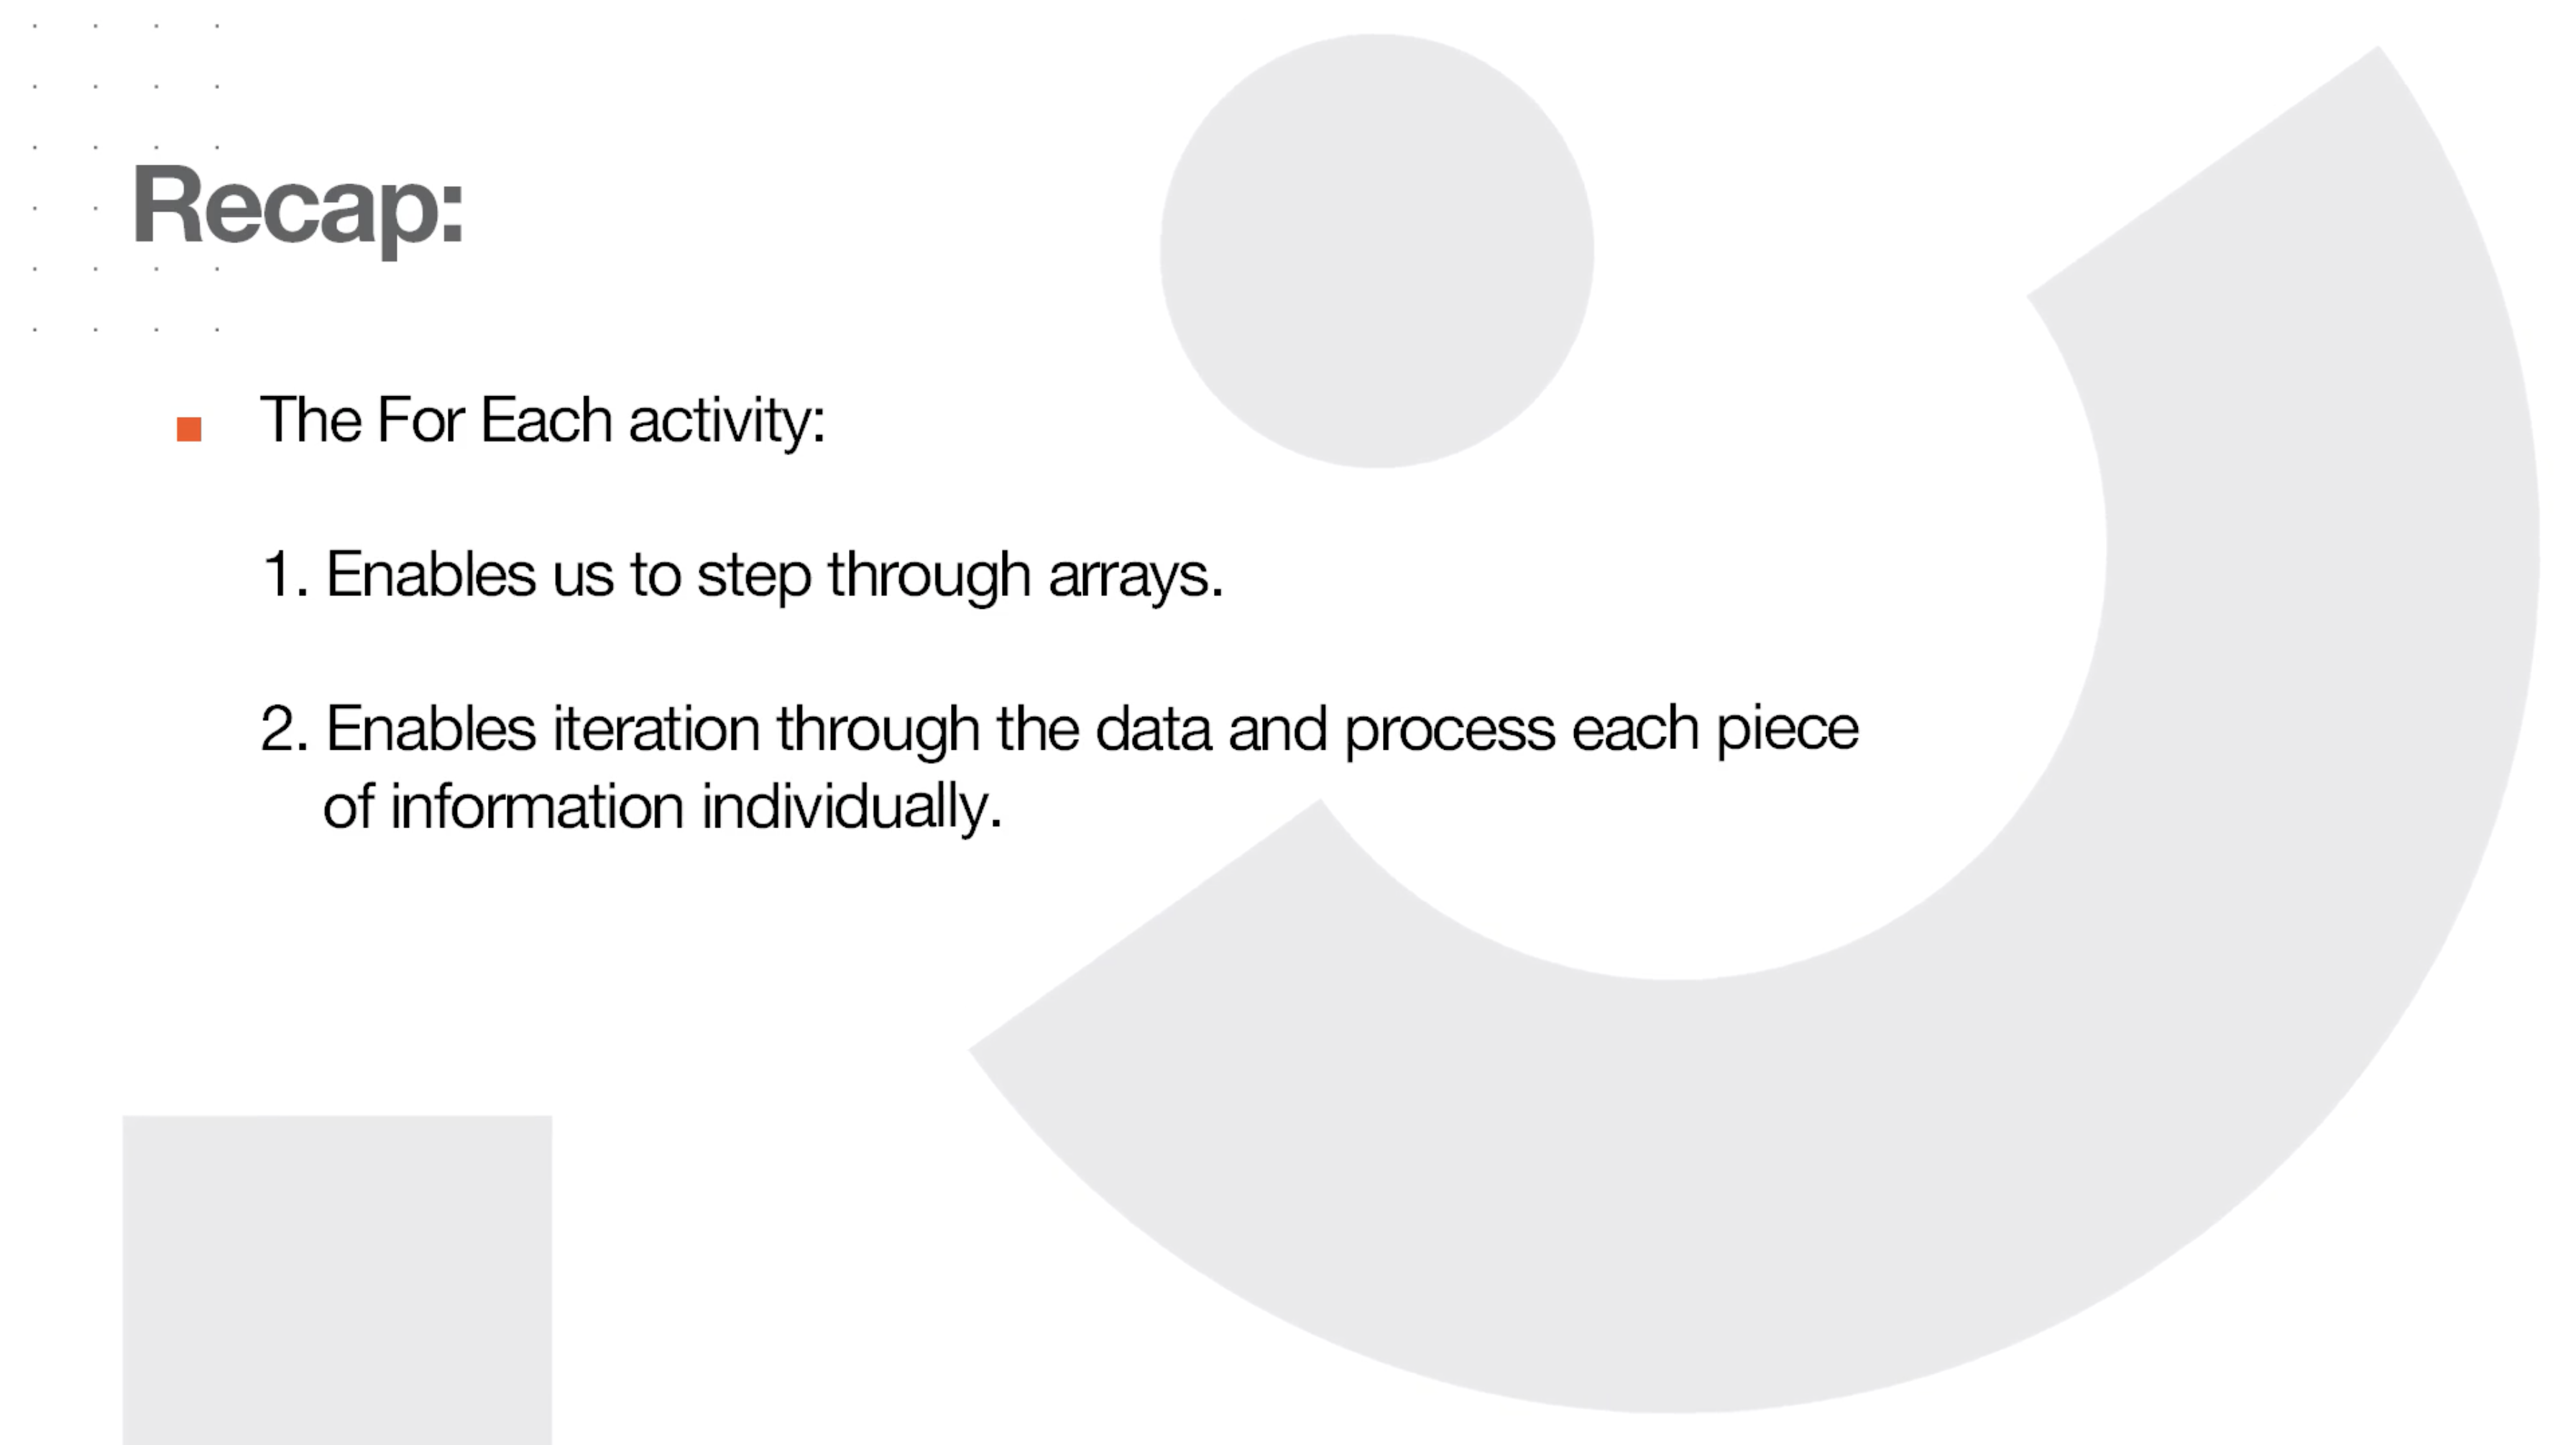 Recap:
The For Each activity:
1. Enables us to step through arrays.
2. Enables iteration through the data and process each piece
of information individually.